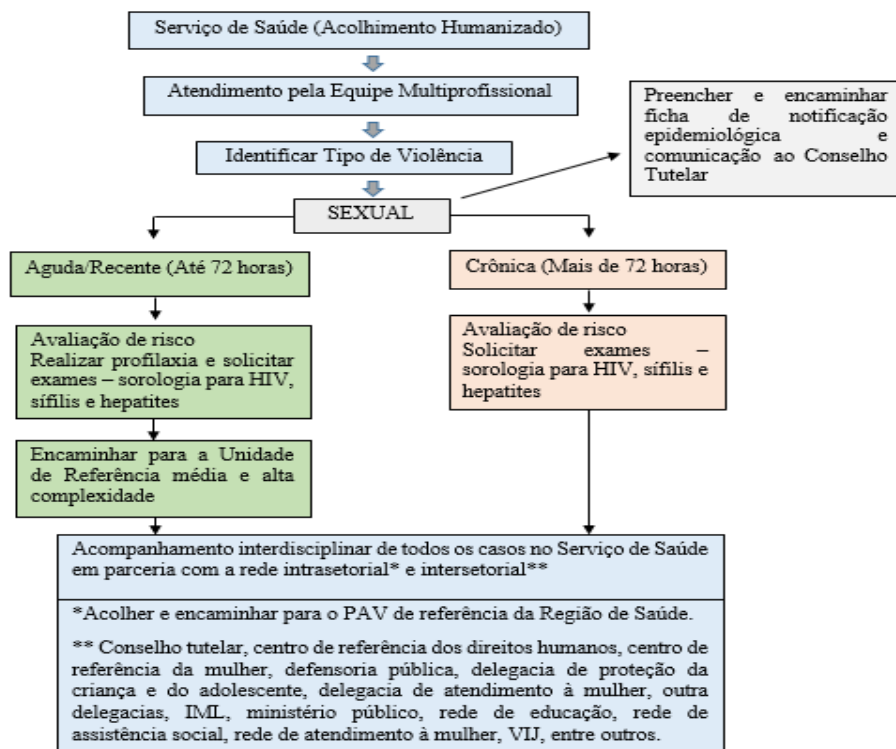 Serviço de Saúde (Acolhimento Humanizado)
Atendimento pela Equipe Multiprofissional
Identificar Tipo de Violência
Preencher e encaminhar
ficha de notificação
epidemiológica e
comunicação ao Conselho
Tutelar
SEXUAL
Aguda/Recente (Até 72 horas)
Avaliação de risco
Realizar profilaxia e solicitar
exames – sorologia para HIV,
sífilis e hepatites
Encaminhar para a Unidade
de Referência média e alta
complexidade
Crônica (Mais de 72 horas)
Avaliação de risco
Solicitar exames –
sorologia para HIV, sífilis e
hepatites
Acompanhamento interdisciplinar de todos os casos no Serviço de Saúde
em parceria com a rede intrasetorial* e intersetorial**
*Acolher e encaminhar para o PAV de referência da Região de Saúde.
** Conselho tutelar, centro de referência dos direitos humanos, centro de
referência da mulher, defensoria pública, delegacia de proteção da
criança e do adolescente, delegacia de atendimento à mulher, outra
delegacias, IML, ministério público, rede de educação, rede de
assistência social, rede de atendimento à mulher, VIJ, entre outros.